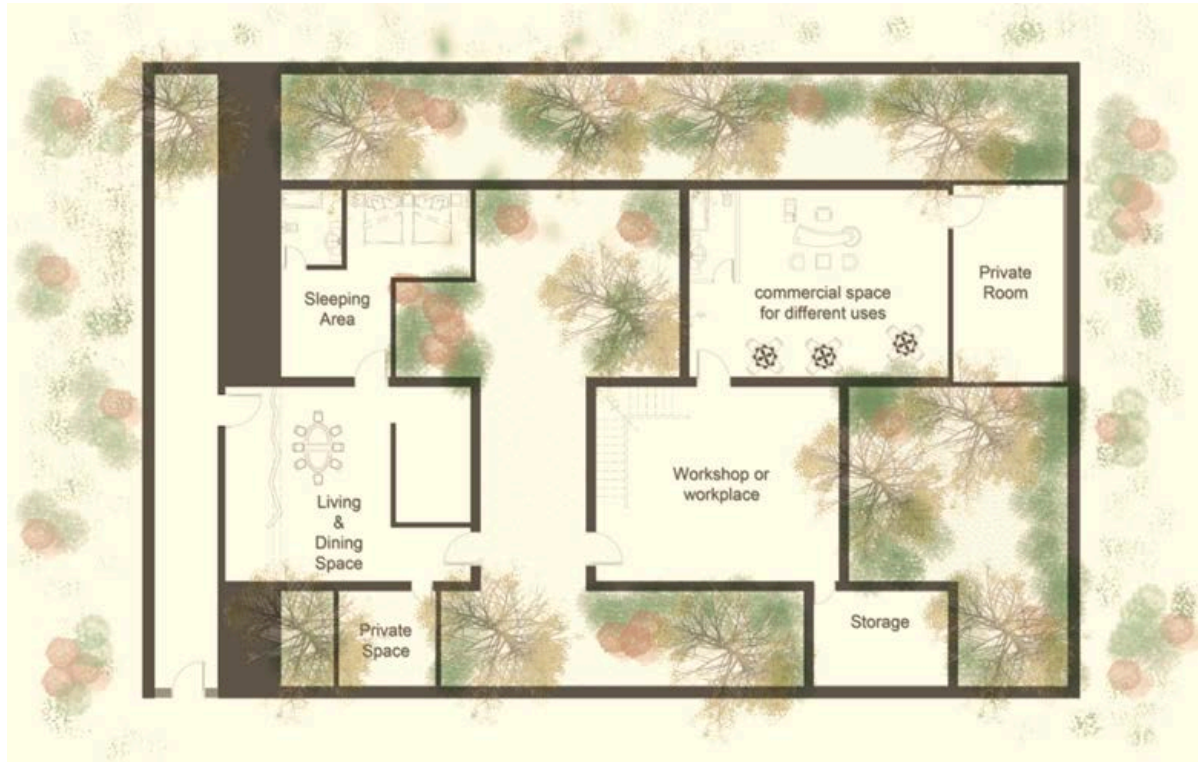 Sleeping
Area
commercial space
for different uses
Private
Room
Living
&
Dining
Space
Workshop or
workplace
Private
Space
Storage